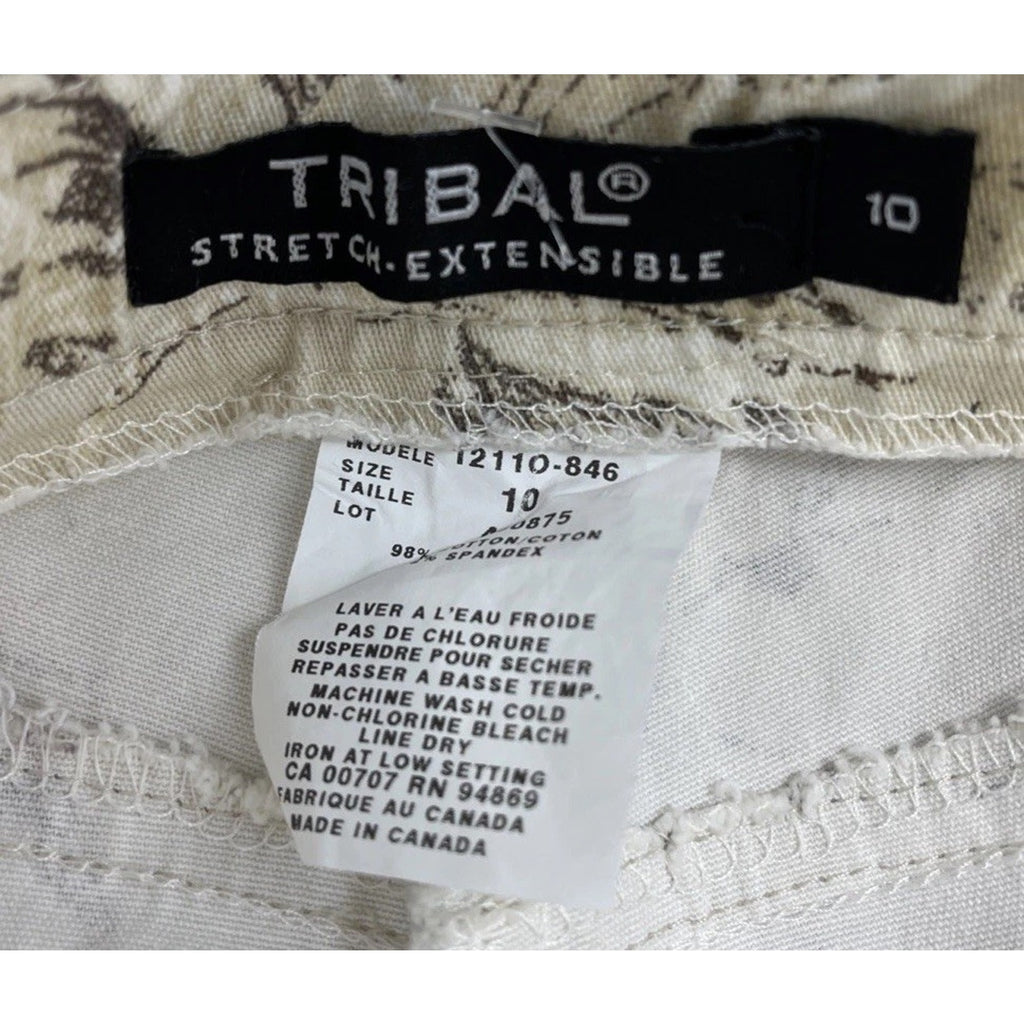 TRIBAL®
STRETCH-EXTENSIBLE
10
MODELE 12110-846
SIZE
TAILLE 10
LOT 0875
98% COTON
SPANDEX
LAVER A L'EAU FROIDE
PAS DE CHLORURE
SUSPENDRE POUR SECHER
REPASSER A BASSE TEMP.
MACHINE WASH COLD
NON-CHLORINE BLEACH
LINE DRY
IRON AT LOW SETTING
CA 00707 RN 94869
FABRIQUE AU CANADA
MADE IN CANADA